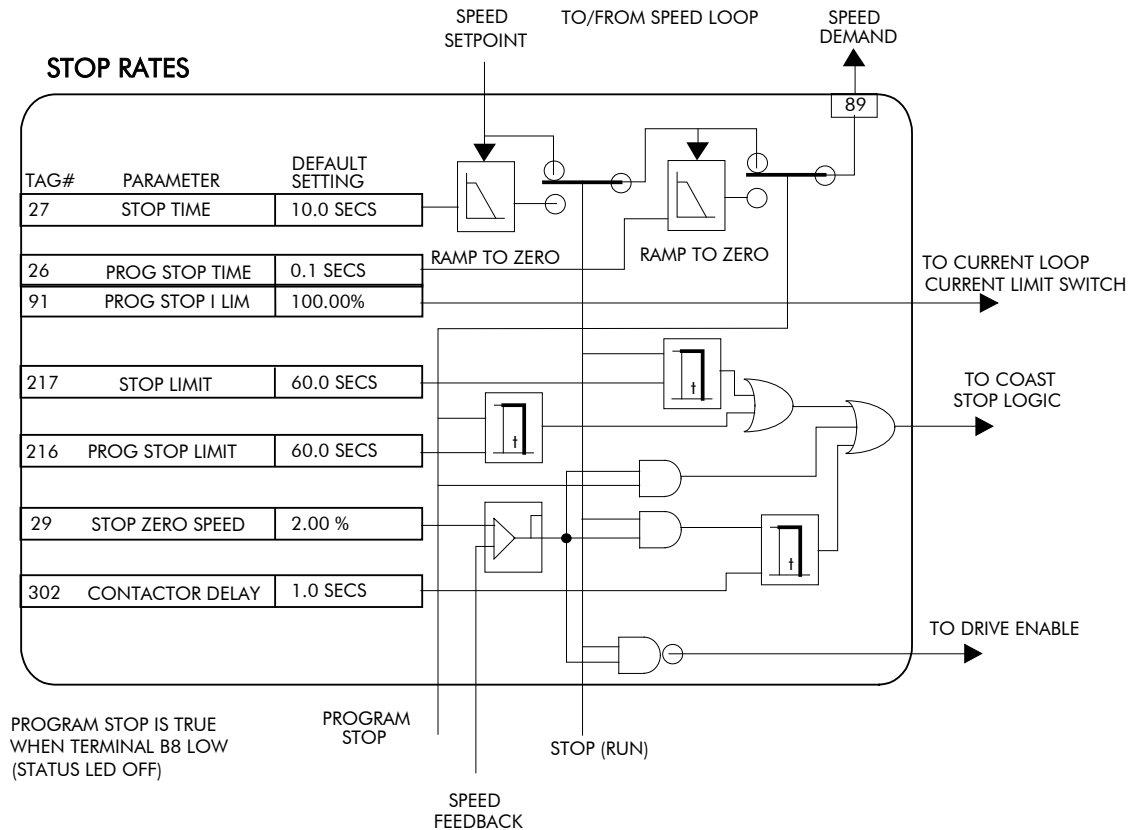 SPEED
SETPOINT
TO/FROM SPEED LOOP
SPEED
DEMAND
STOP RATES
89
TAG# PARAMETER DEFAULT
SETTING
27 STOP TIME 10.0 SECS
RAMP TO ZERO RAMP TO ZERO
26 PROG STOP TIME 0.1 SECS
91 PROG STOP I LIM 100.00%
TO CURRENT LOOP
CURRENT LIMIT SWITCH
217 STOP LIMIT 60.0 SECS
t
TO COAST
STOP LOGIC
216 PROG STOP LIMIT 60.0 SECS
t
29 STOP ZERO SPEED 2.00 %
t
302 CONTACTOR DELAY 1.0 SECS
TO DRIVE ENABLE
PROGRAM STOP IS TRUE
WHEN TERMINAL B8 LOW
(STATUS LED OFF)
PROGRAM
STOP
STOP (RUN)
SPEED
FEEDBACK